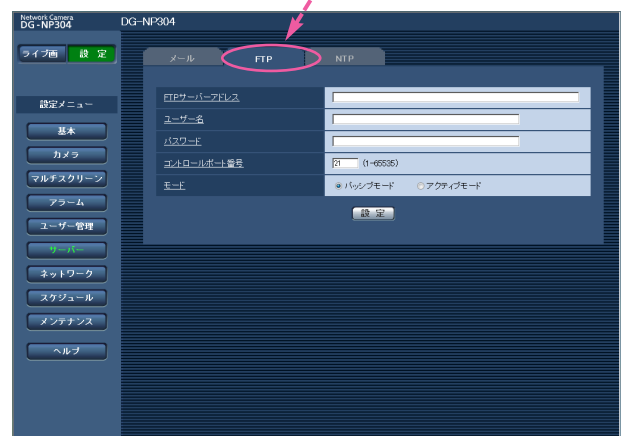 Network Camera
DG-NP304
DG-NP304
ライブ画 設定
メール FTP NTP
設定メニュー
基本
カメラ
マルチスクリーン
アラーム
ユーザー管理
サーバー
ネットワーク
スケジュール
メンテナンス
ヘルプ
FTPサーバーアドレス
ユーザー名
パスワード
コントロールポート番号 21 (1-65535)
モード パッシブモード アクティブモード
設定